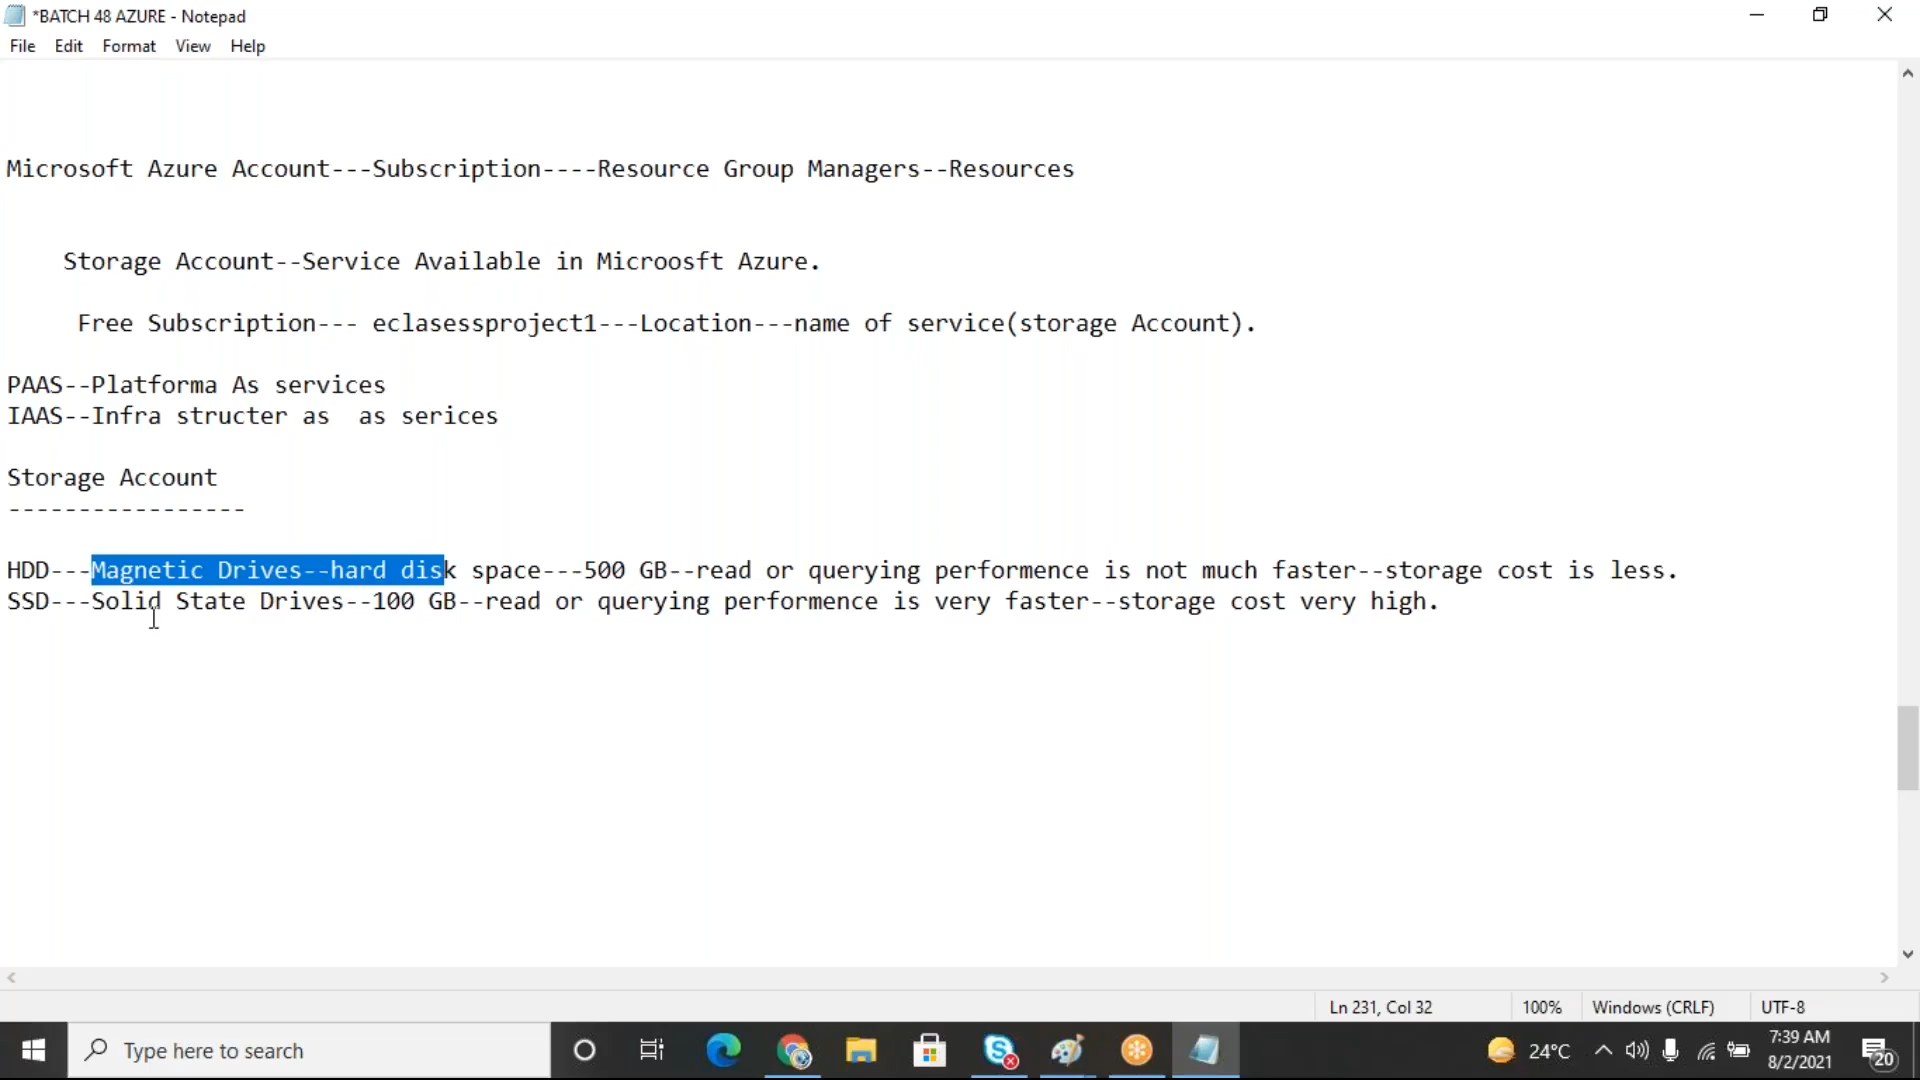 *BATCH 48 AZURE - Notepad
File Edit Format View Help
Microsoft Azure Account---Subscription----Resource Group Managers--Resources
Storage Account--Service Available in Microosft Azure.
Free Subscription--- eclasessproject1---Location---name of service(storage Account).
PAAS--Platforma As services
IAAS--Infra structer as  as serices
Storage Account
-----------------
HDD---Magnetic Drives--hard disk space---500 GB--read or querying performence is not much faster--storage cost is less.
SSD---Solid State Drives--100 GB--read or querying performence is very faster--storage cost very high.
Ln 231, Col 32 100% Windows (CRLF) UTF-8
Type here to search
24°C
7:39 AM
8/2/2021
20